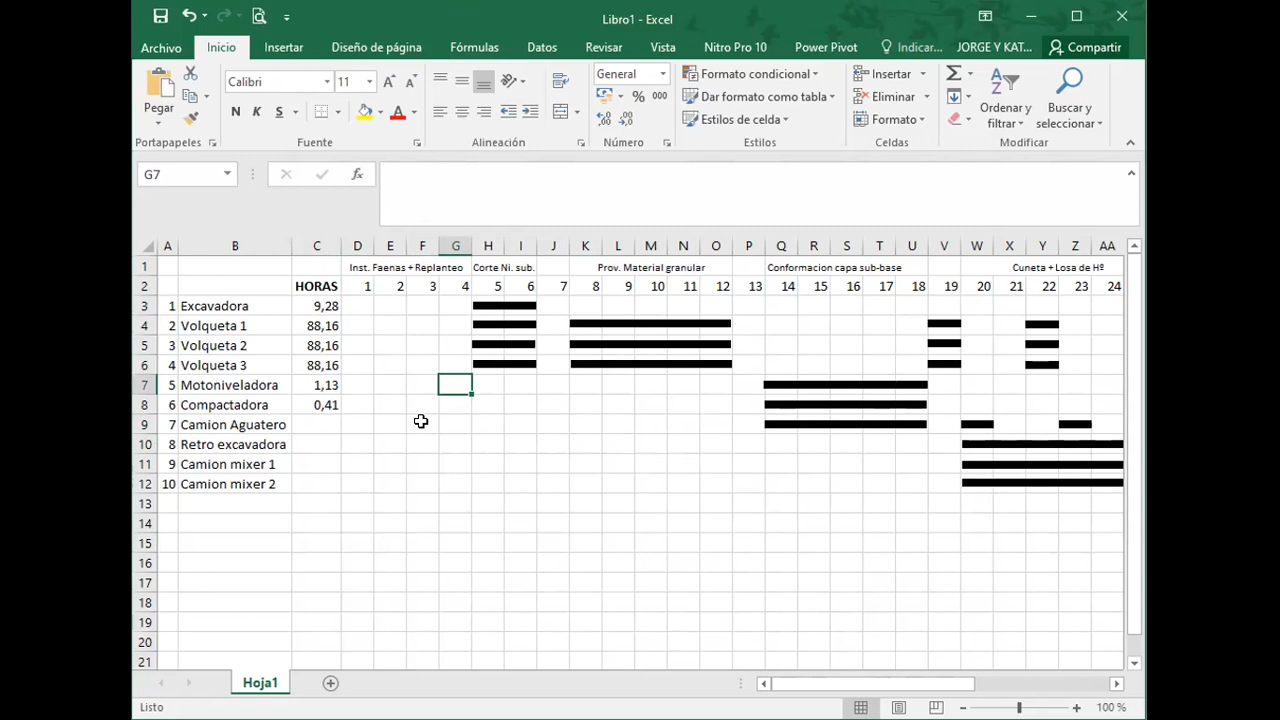 Libro1 - Excel
Archivo Inicio Insertar Diseño de página Fórmulas Datos Revisar Vista Nitro Pro 10 Power Pivot Indicar... JORGE Y KAT... Compartir
Pegar
Calibri 11
N K S
General
% 000
Formato condicional
Dar formato como tabla
Estilos de celda
Insertar
Eliminar
Formato
Ordenar y filtrar
Buscar y seleccionar
Portapapeles Fuente Alineación Número Estilos Celdas Modificar
G7 fx
A B C D E F G H I J K L M N O P Q R S T U V W X Y Z AA
1 Inst. Faenas + Replanteo Corte Ni. sub. Prov. Material granular Conformacion capa sub-base Cuneta + Losa de Hº
2 HORAS 1 2 3 4 5 6 7 8 9 10 11 12 13 14 15 16 17 18 19 20 21 22 23 24
3 1 Excavadora 9,28
4 2 Volqueta 1 88,16
5 3 Volqueta 2 88,16
6 4 Volqueta 3 88,16
7 5 Motoniveladora 1,13
8 6 Compactadora 0,41
9 7 Camion Aguatero
10 8 Retro excavadora
11 9 Camion mixer 1
12 10 Camion mixer 2
13
14
15
16
17
18
19
20
21
Hoja1
Listo 100 %